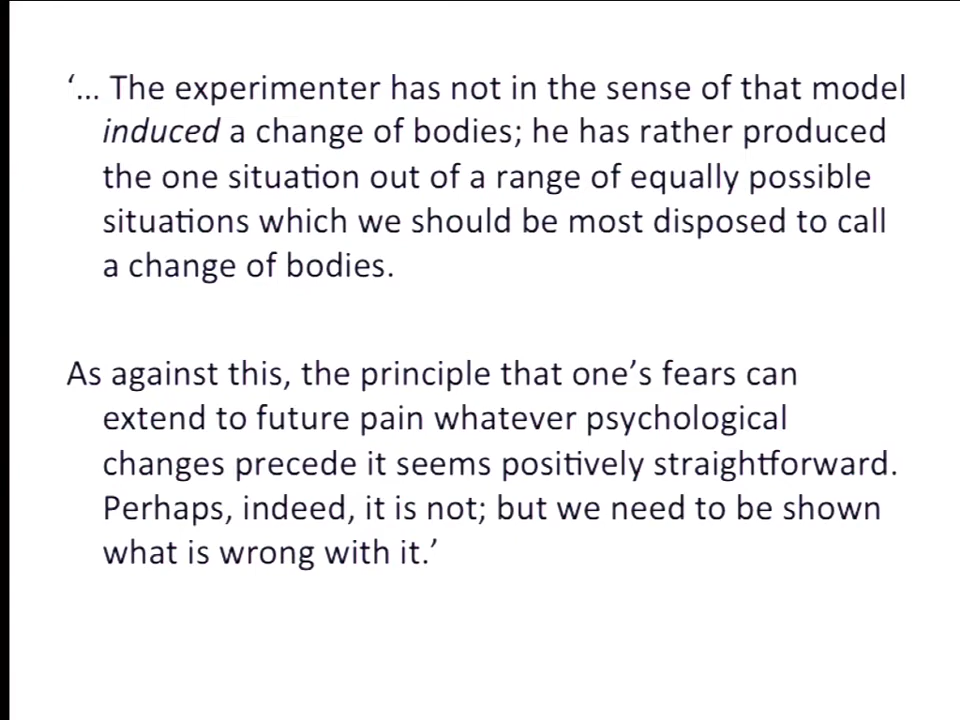 ‘… The experimenter has not in the sense of that model
induced a change of bodies; he has rather produced
the one situation out of a range of equally possible
situations which we should be most disposed to call
a change of bodies.
As against this, the principle that one’s fears can
extend to future pain whatever psychological
changes precede it seems positively straightforward.
Perhaps, indeed, it is not; but we need to be shown
what is wrong with it.’